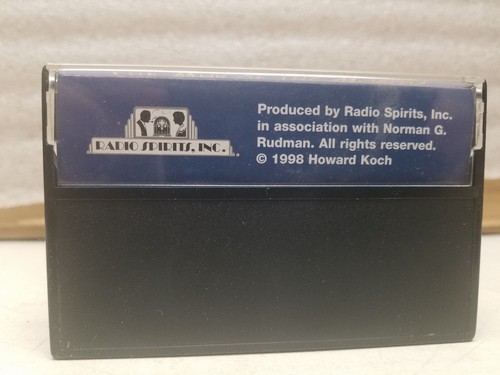 RADIO SPIRITS, INC.
Produced by Radio Spirits, Inc.
in association with Norman G.
Rudman. All rights reserved.
© 1998 Howard Koch